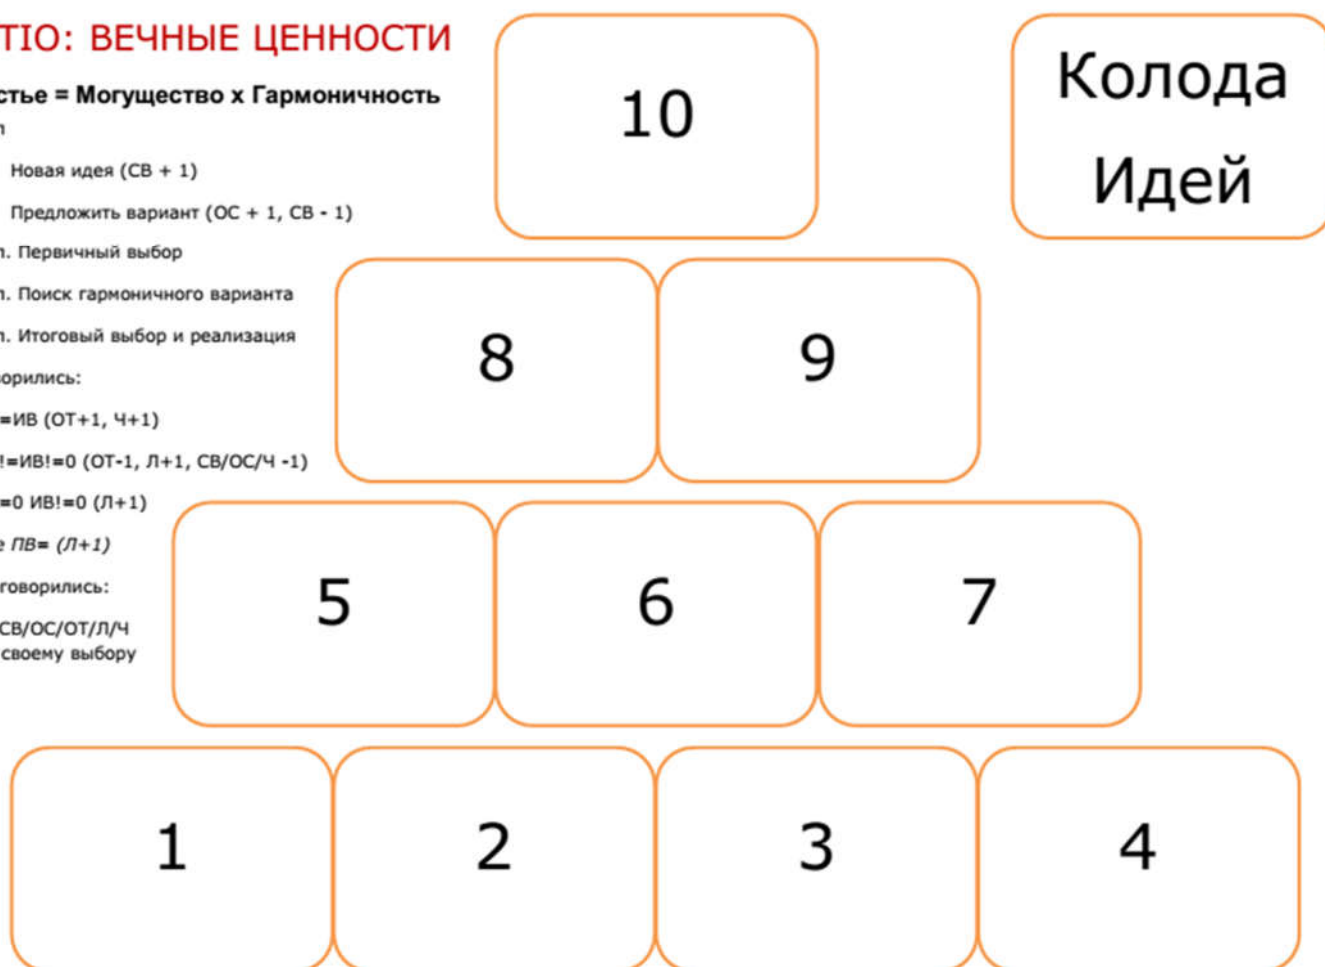 TIO: ВЕЧНЫЕ ЦЕННОСТИ
стье = Могущество х Гармоничность
л
Новая идея (СВ + 1)
Предложить вариант (ОС + 1, СВ - 1)
л. Первичный выбор
л. Поиск гармоничного варианта
л. Итоговый выбор и реализация
ворились:
=ИВ (ОТ+1, Ч+1)
!=ИВ!=0 (ОТ-1, Л+1, СВ/ОС/Ч -1)
=0 ИВ!=0 (Л+1)
е ПВ= (Л+1)
говорились:
СВ/ОС/ОТ/Л/Ч
своему выбору
10
Колода
Идей
8
9
5
6
7
1
2
3
4